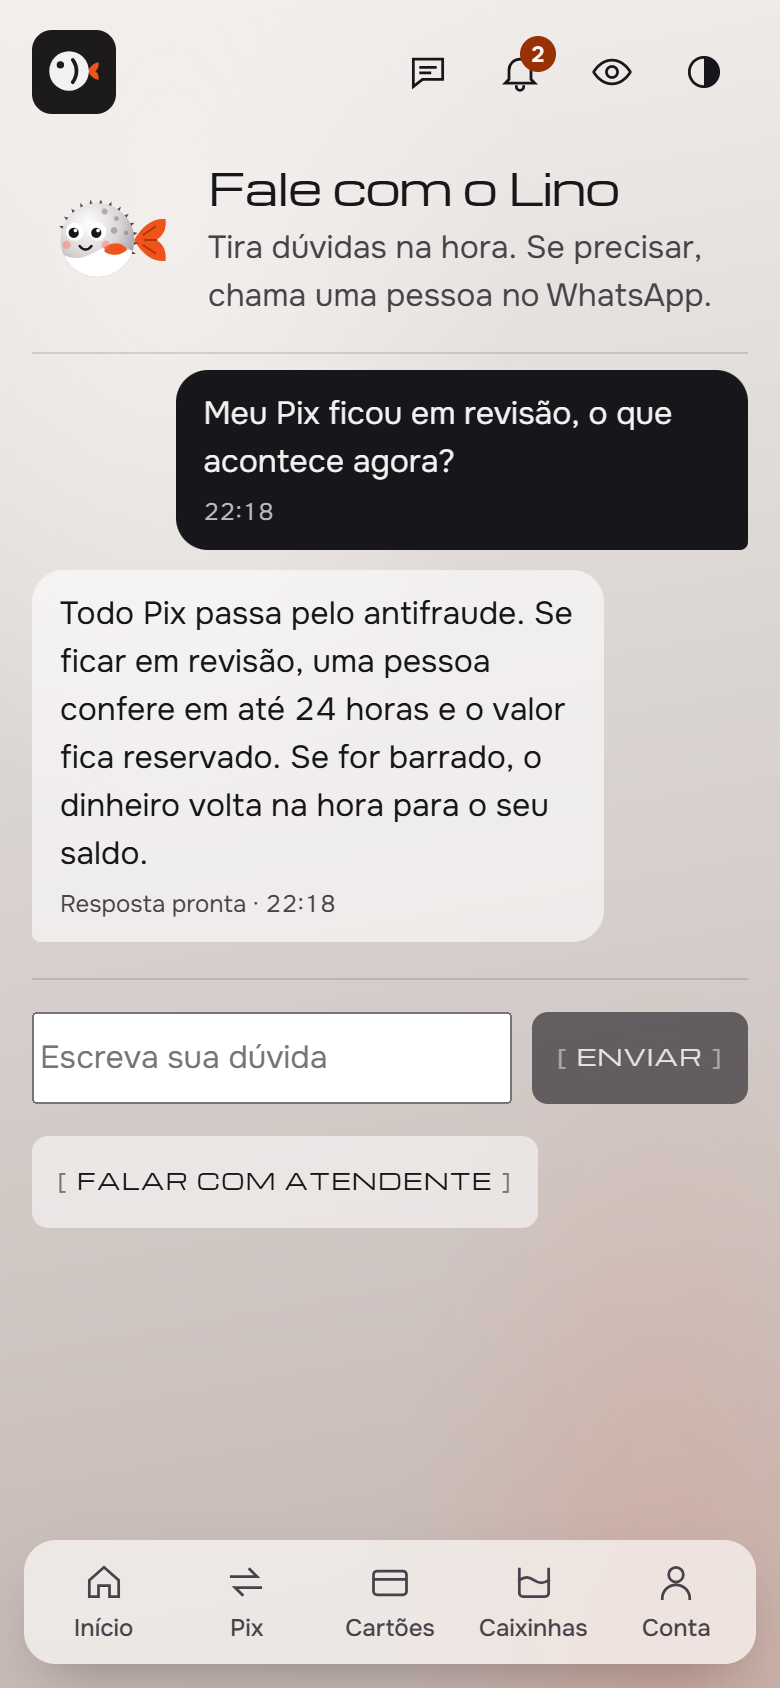 2
Fale com o Lino
Tira dúvidas na hora. Se precisar,
chama uma pessoa no WhatsApp.
Meu Pix ficou em revisão, o que
acontece agora?
22:18
Todo Pix passa pelo antifraude. Se
ficar em revisão, uma pessoa
confere em até 24 horas e o valor
fica reservado. Se for barrado, o
dinheiro volta na hora para o seu
saldo.
Resposta pronta · 22:18
Escreva sua dúvida
[ ENVIAR ]
[ FALAR COM ATENDENTE ]
Início
Pix
Cartões
Caixinhas
Conta